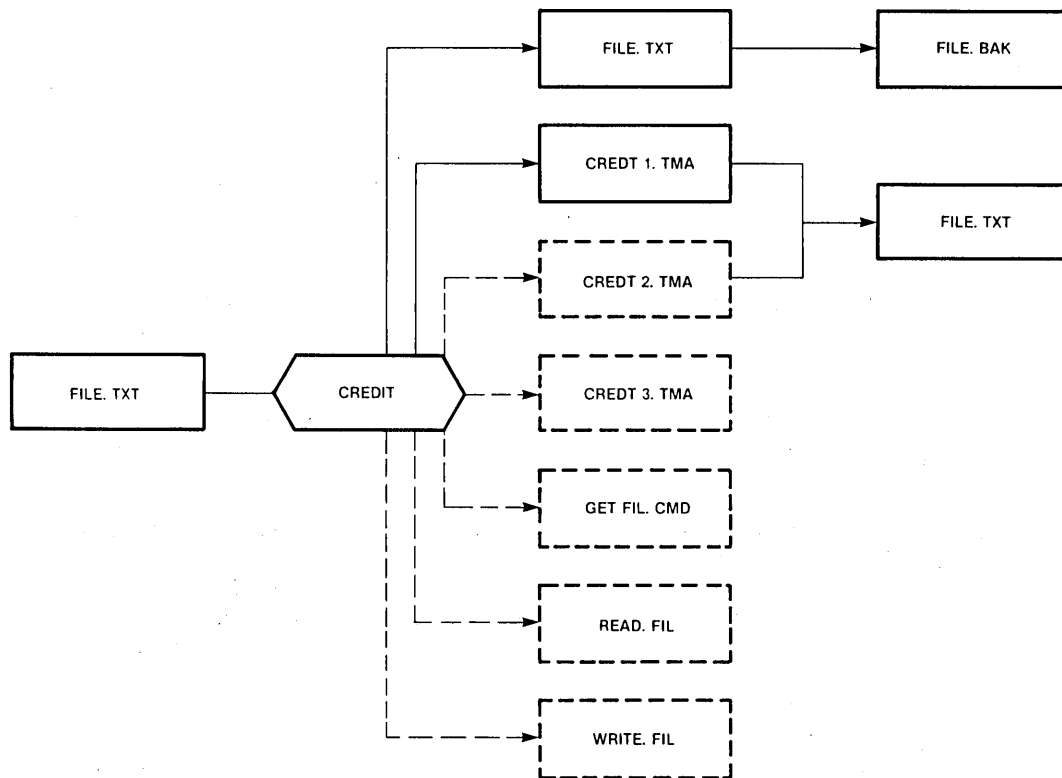 FILE. TXT
FILE. BAK
CREDT 1. TMA
FILE. TXT
CREDT 2. TMA
FILE. TXT
CREDIT
CREDT 3. TMA
GET FIL. CMD
READ. FIL
WRITE. FIL